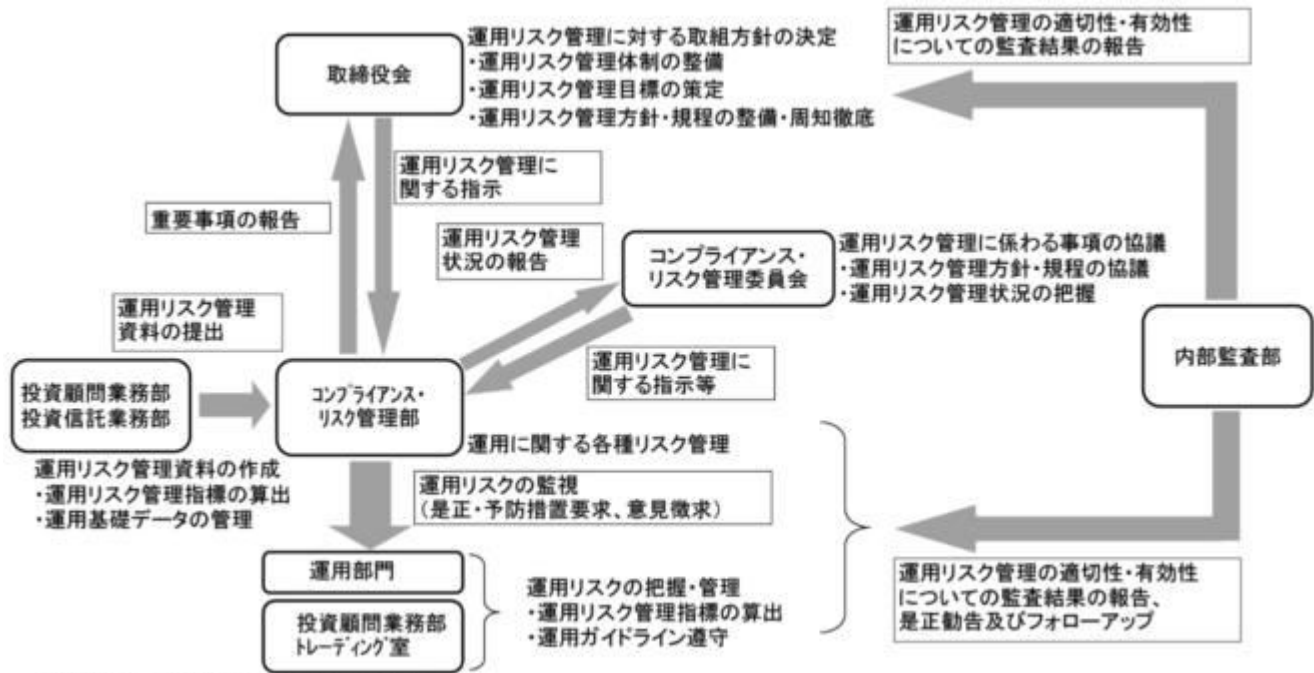 運用リスク管理に対する取組方針の決定
・運用リスク管理体制の整備
・運用リスク管理目標の策定
・運用リスク管理方針・規程の整備・周知徹底
取締役会
運用リスク管理の適切性・有効性
についての監査結果の報告
運用リスク管理に
関する指示
重要事項の報告
運用リスク管理
状況の報告
コンプライアンス・
リスク管理委員会
運用リスク管理に係わる事項の協議
・運用リスク管理方針・規程の協議
・運用リスク管理状況の把握
運用リスク管理
資料の提出
運用リスク管理に
関する指示等
内部監査部
投資顧問業務部
投資信託業務部
コンプライアンス・
リスク管理部
運用に関する各種リスク管理
運用リスク管理資料の作成
・運用リスク管理指標の算出
・運用基礎データの管理
運用リスクの監視
(是正・予防措置要求、意見徴求)
運用部門
投資顧問業務部
トレーディング室
運用リスクの把握・管理
・運用リスク管理指標の算出
・運用ガイドライン遵守
運用リスク管理の適切性・有効性
についての監査結果の報告、
是正勧告及びフォローアップ